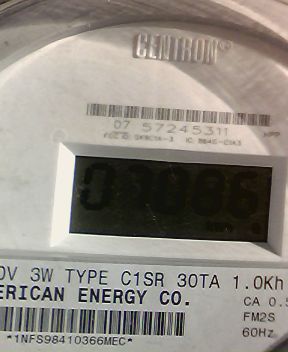 CENTRON®
07 57245311
03086
0V 3W TYPE C1SR 30TA 1.0Kh
ERICAN ENERGY CO.
CA 0.5
FM2S
60Hz
*1NFS98410366MEC*